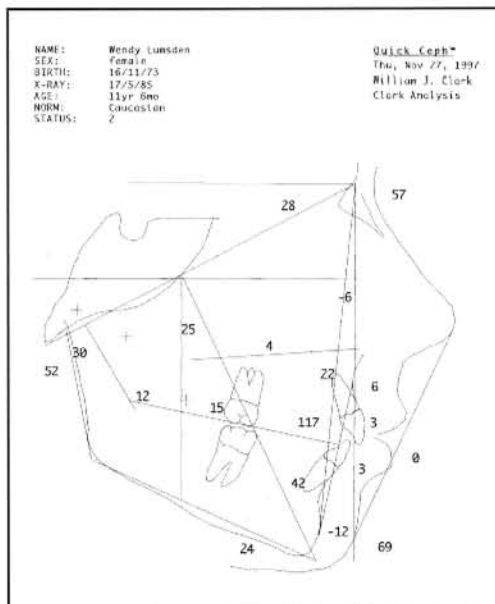 NAME: Wendy Lumsden
SEX: female
BIRTH: 16/11/73
X-RAY: 17/5/85
AGE: 11yr 6mo
NORM: Caucasian
STATUS: 2
Quick Ceph™
Thu, Nov 27, 1997
William J. Clark
Clark Analysis
57
28
-6
25
4
30
52
22
6
12
15
117
3
3
0
42
-12
24
69